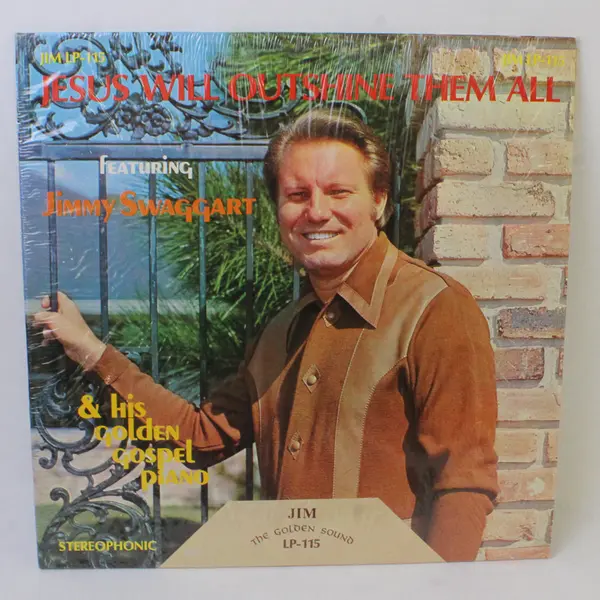 JIM LP-115
JIM LP-115
JESUS WILL OUTSHINE THEM ALL
FEATURING
JIMMY SWAGGART
& his
GOLDEN
GOSPEL
PIANO
JIM
The GOLDEN SOUND
LP-115
STEREOPHONIC